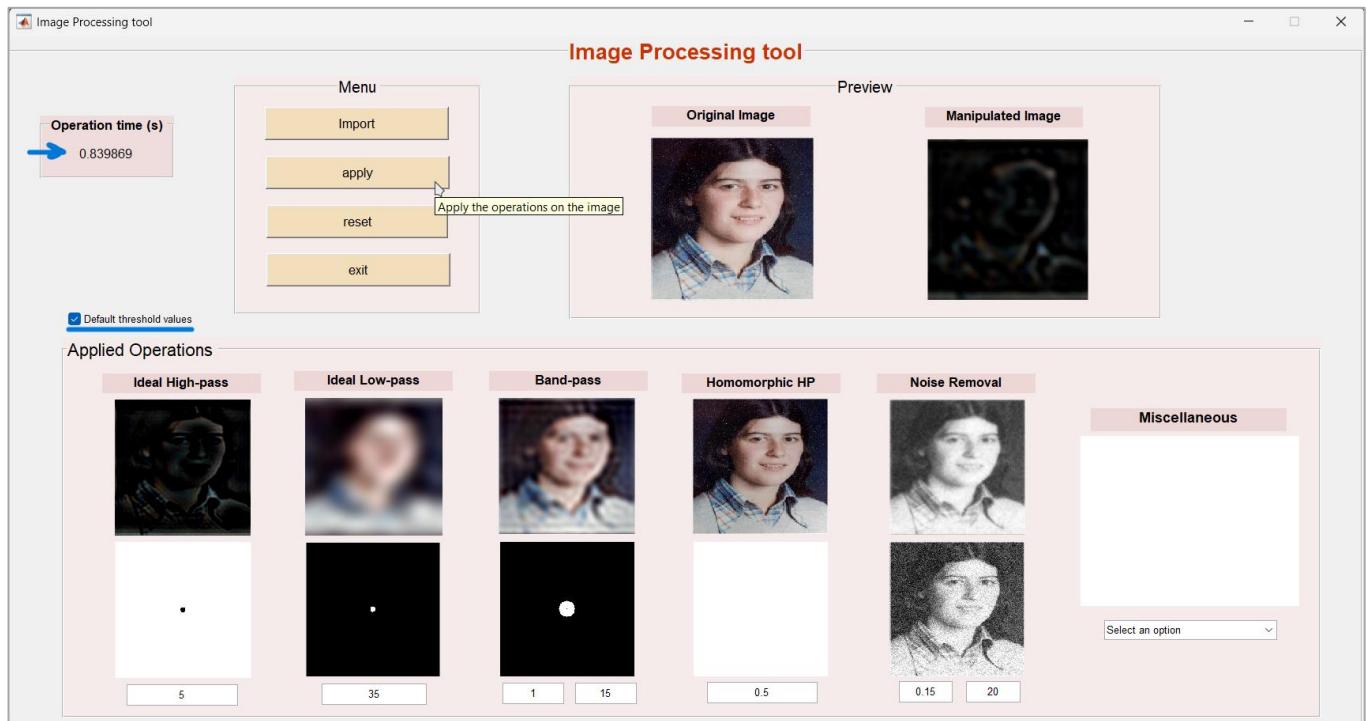 Image Processing tool
Image Processing tool
Menu
Preview
Operation time (s)
0.839869
Import
apply
Apply the operations on the image
reset
exit
Original Image
Manipulated Image
Default threshold values
Applied Operations
Ideal High-pass
Ideal Low-pass
Band-pass
Homomorphic HP
Noise Removal
Miscellaneous
Select an option
5
35
1
15
0.5
0.15
20